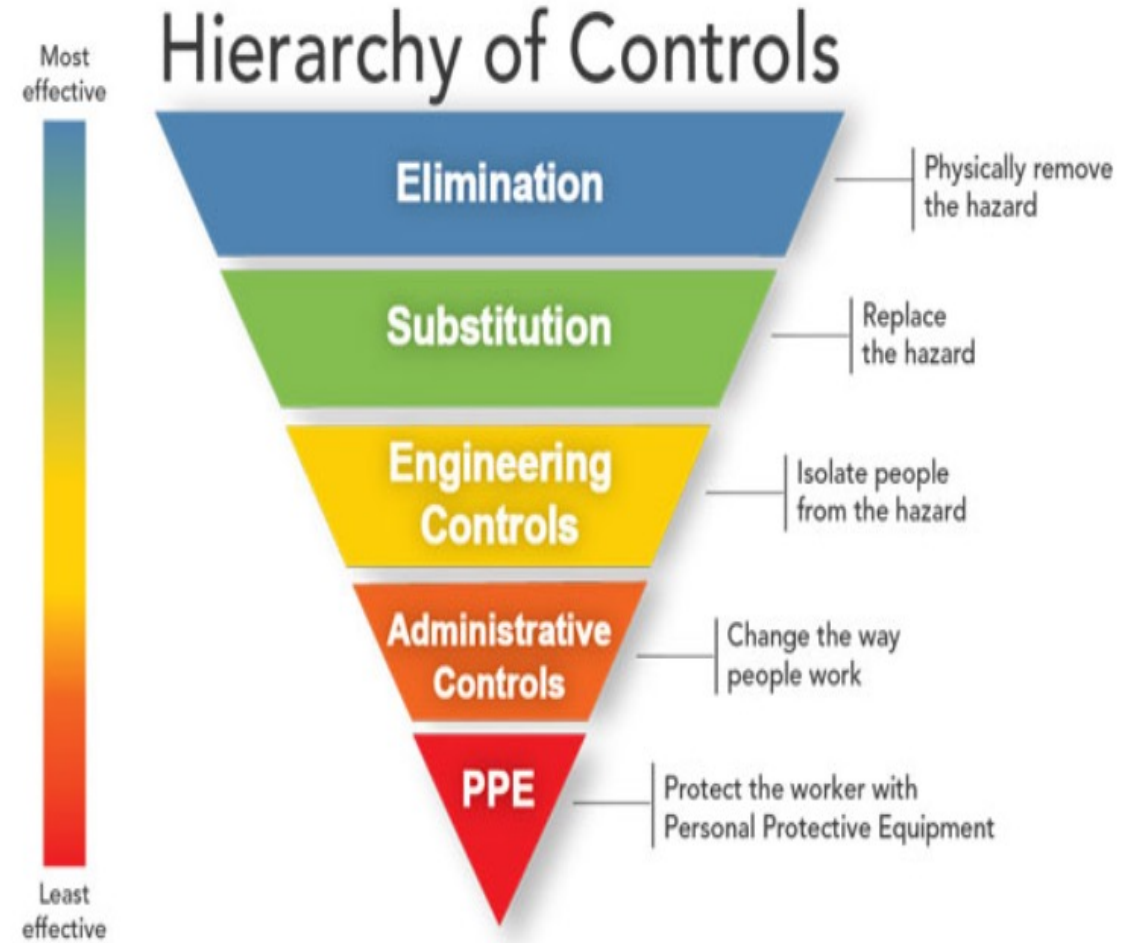 Hierarchy of Controls
Most
effective
Elimination
Physically remove
the hazard
Substitution
Replace
the hazard
Engineering
Controls
Isolate people
from the hazard
Administrative
Controls
Change the way
people work
PPE
Protect the worker with
Personal Protective Equipment
Least
effective